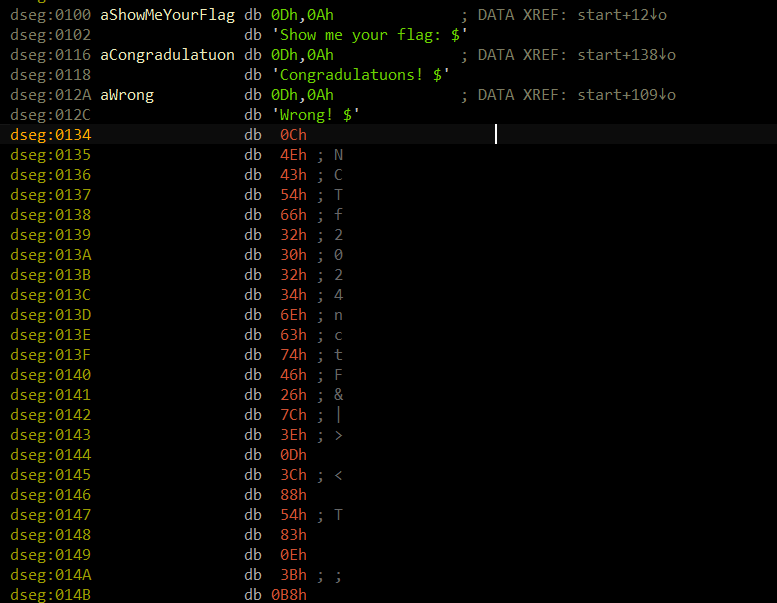 dseg:0100 aShowMeYourFlag db 0Dh,0Ah ; DATA XREF: start+12↓o
dseg:0102 db 'Show me your flag: $'
dseg:0116 aCongradulatuon db 0Dh,0Ah ; DATA XREF: start+138↓o
dseg:0118 db 'Congradulatuons! $'
dseg:012A aWrong db 0Dh,0Ah ; DATA XREF: start+109↓o
dseg:012C db 'Wrong! $'
dseg:0134 db 0Ch
dseg:0135 db 4Eh ; N
dseg:0136 db 43h ; C
dseg:0137 db 54h ; T
dseg:0138 db 66h ; f
dseg:0139 db 32h ; 2
dseg:013A db 30h ; 0
dseg:013B db 32h ; 2
dseg:013C db 34h ; 4
dseg:013D db 6Eh ; n
dseg:013E db 63h ; c
dseg:013F db 74h ; t
dseg:0140 db 46h ; F
dseg:0141 db 26h ; &
dseg:0142 db 7Ch ; |
dseg:0143 db 3Eh ; >
dseg:0144 db 0Dh
dseg:0145 db 3Ch ; <
dseg:0146 db 88h
dseg:0147 db 54h ; T
dseg:0148 db 83h
dseg:0149 db 0Eh
dseg:014A db 3Bh ; ;
dseg:014B db 0B8h